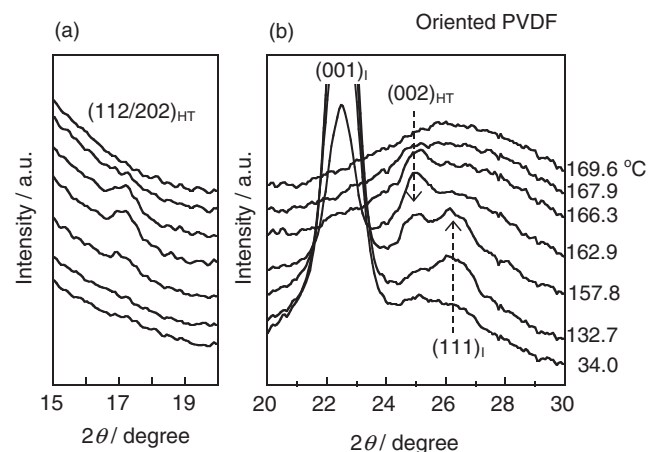 (a)
(b)
Oriented PVDF
(112/202)HT
(001)I
(002)HT
(111)I
169.6 °C
167.9
166.3
162.9
157.8
132.7
34.0
Intensity / a.u.
Intensity / a.u.
15 17 19
20 22 24 26 28 30
2θ / degree
2θ / degree